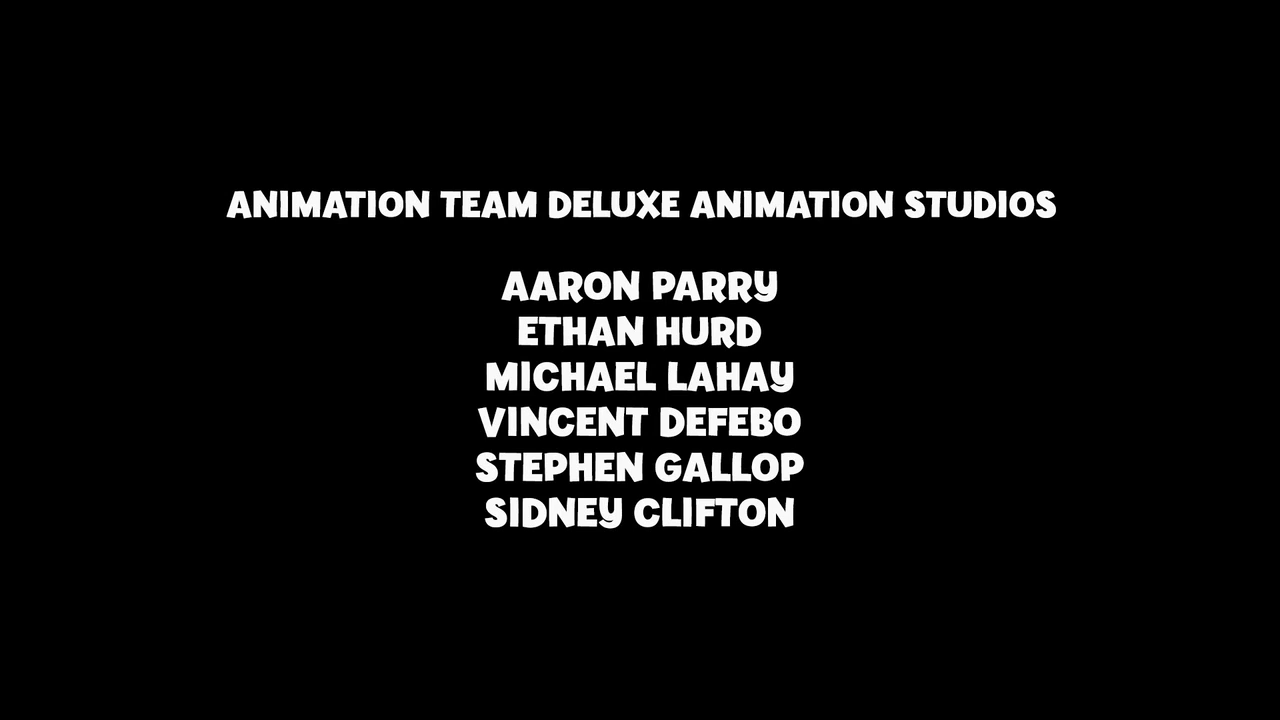 ANIMATION TEAM DELUXE ANIMATION STUDIOS
AARON PARRY
ETHAN HURD
MICHAEL LAHAY
VINCENT DEFEBO
STEPHEN GALLOP
SIDNEY CLIFTON